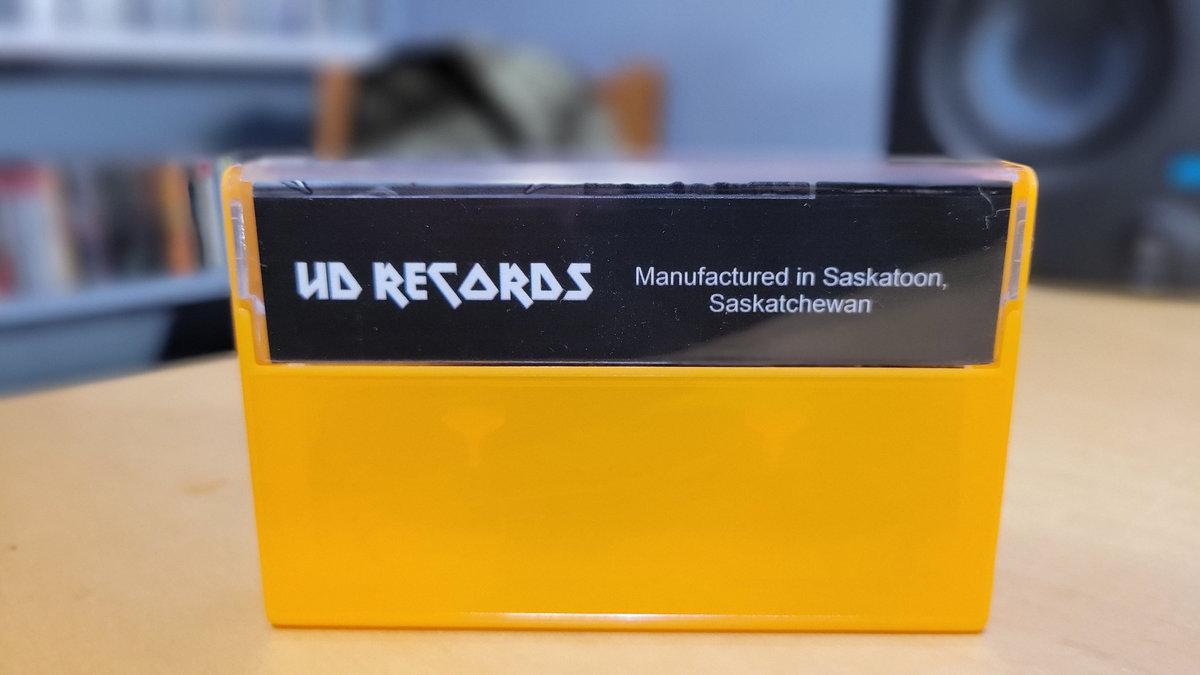 UD RECORDS
Manufactured in Saskatoon,
Saskatchewan